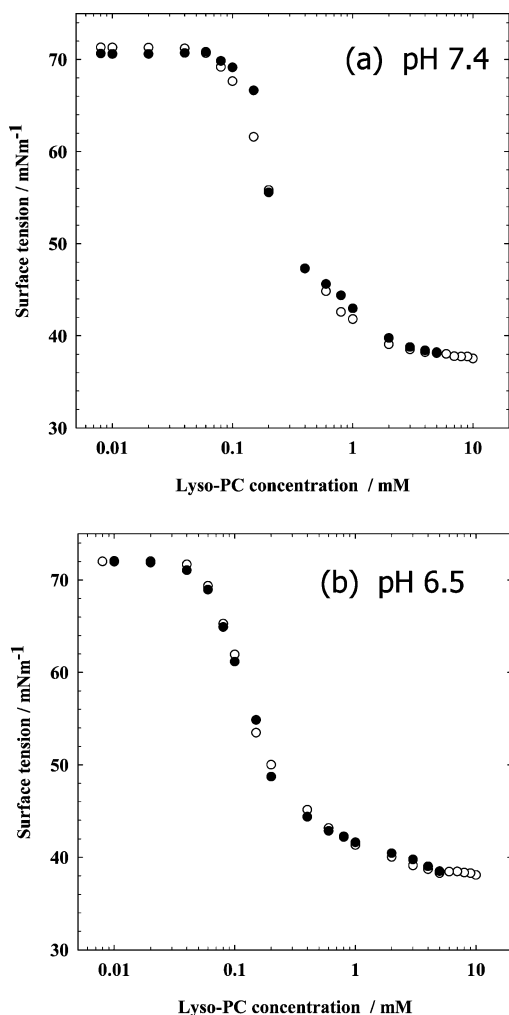 (a) pH 7.4
70
60
50
40
30
Surface tension / mNm-1
0.01 0.1 1 10
Lyso-PC concentration / mM
(b) pH 6.5
70
60
50
40
30
Surface tension / mNm-1
0.01 0.1 1 10
Lyso-PC concentration / mM